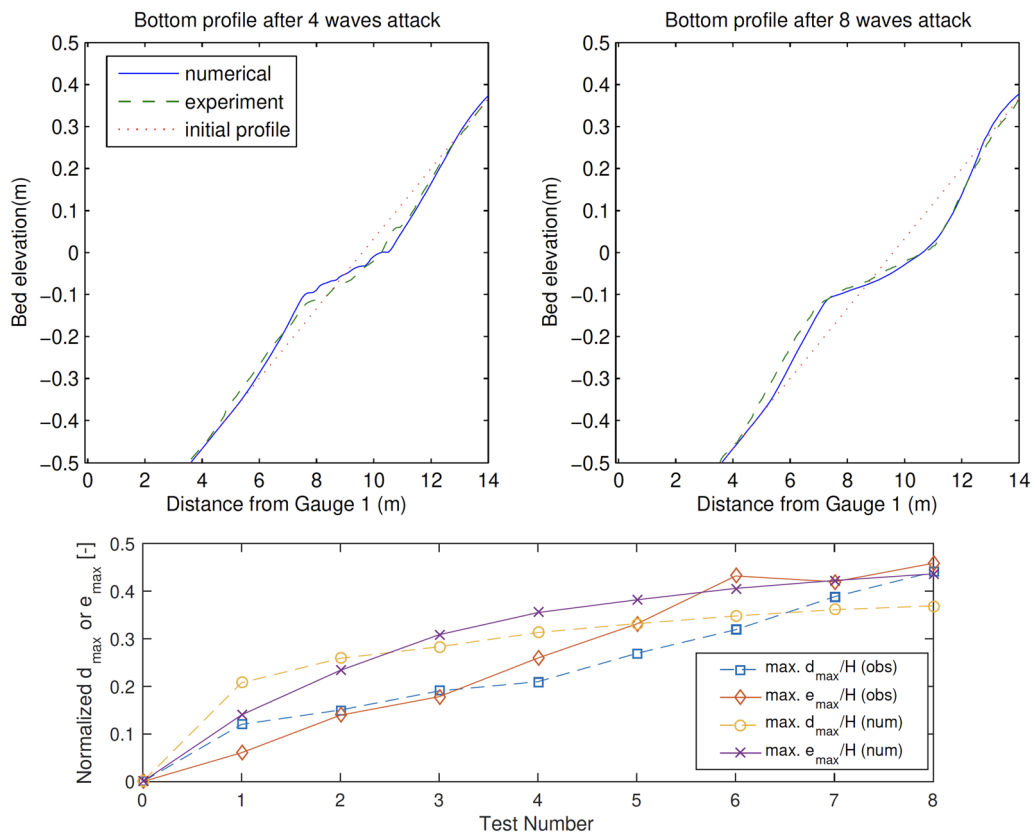 Bottom profile after 4 waves attack
0.5
0.4
0.3
0.2
0.1
0
−0.1
−0.2
−0.3
−0.4
−0.5
Bed elevation(m)
numerical
experiment
initial profile
0 2 4 6 8 10 12 14
Distance from Gauge 1 (m)
Bottom profile after 8 waves attack
0.5
0.4
0.3
0.2
0.1
0
−0.1
−0.2
−0.3
−0.4
−0.5
Bed elevation(m)
0 2 4 6 8 10 12 14
Distance from Gauge 1 (m)
Normalized d_max or e_max [-]
0.5
0.4
0.3
0.2
0.1
0
max. d_max/H (obs)
max. e_max/H (obs)
max. d_max/H (num)
max. e_max/H (num)
0 1 2 3 4 5 6 7 8
Test Number